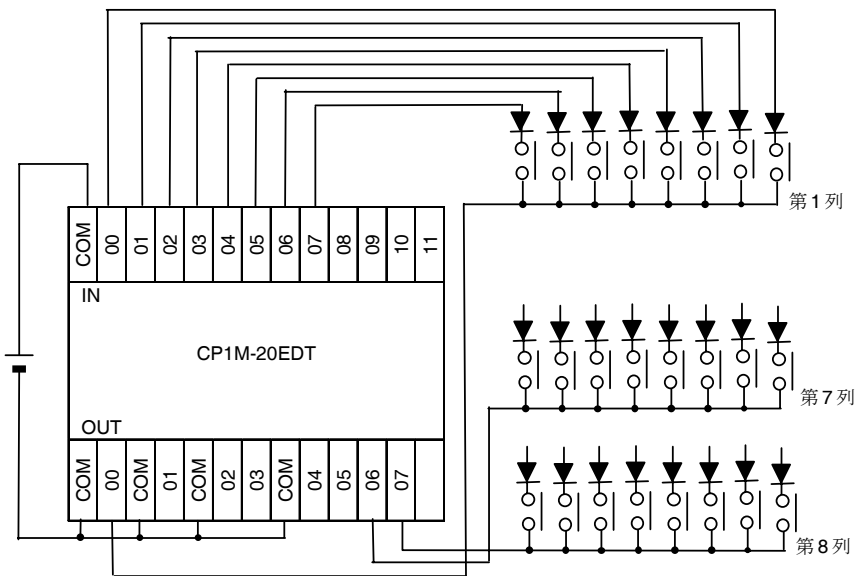 COM 00 01 02 03 04 05 06 07 08 09 10 11
IN
CP1M-20EDT
OUT
COM 00 COM 01 COM 02 03 COM 04 05 06 07
第1列
第7列
第8列